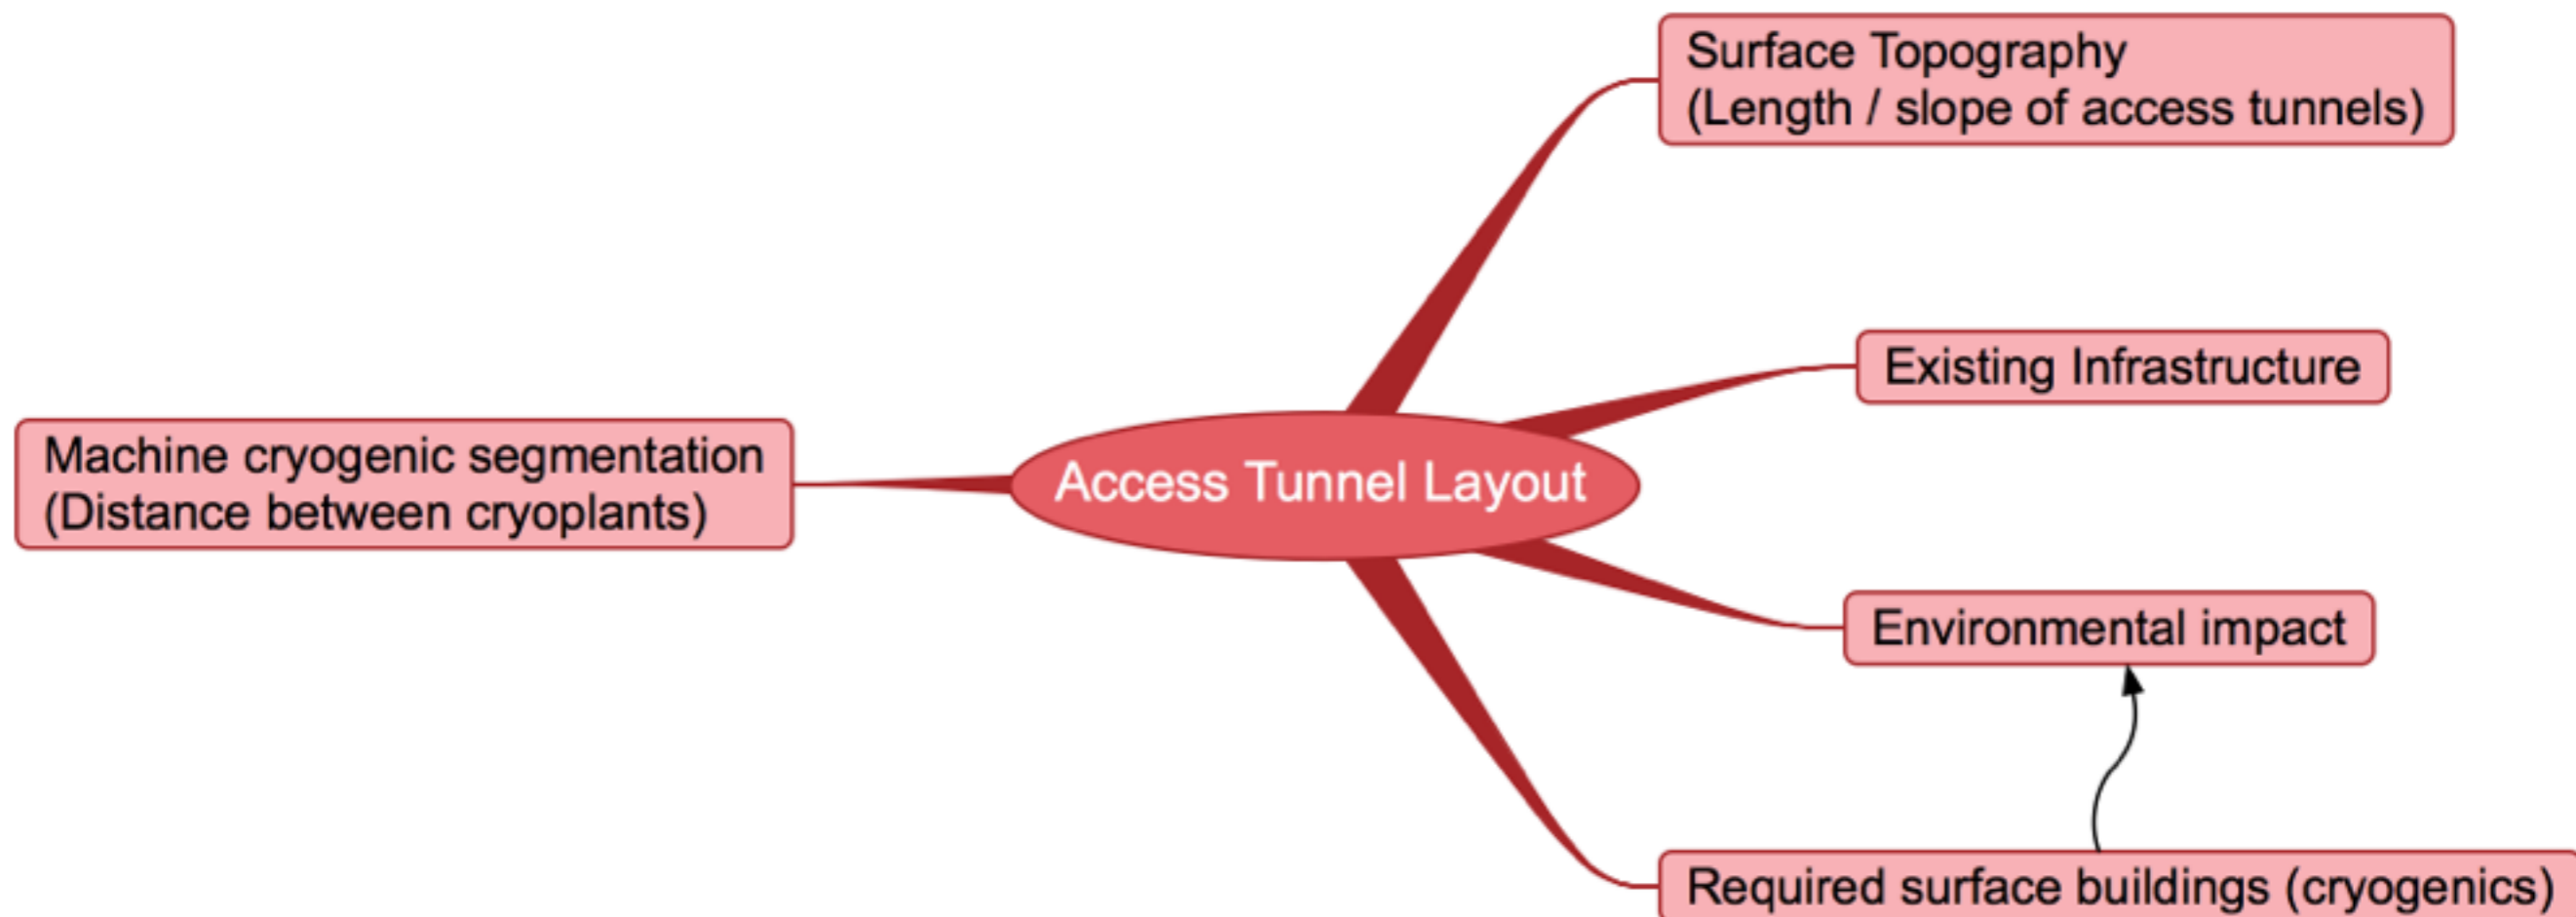 Surface Topography
(Length / slope of access tunnels)
Existing Infrastructure
Machine cryogenic segmentation
(Distance between cryoplants)
Access Tunnel Layout
Environmental impact
Required surface buildings (cryogenics)